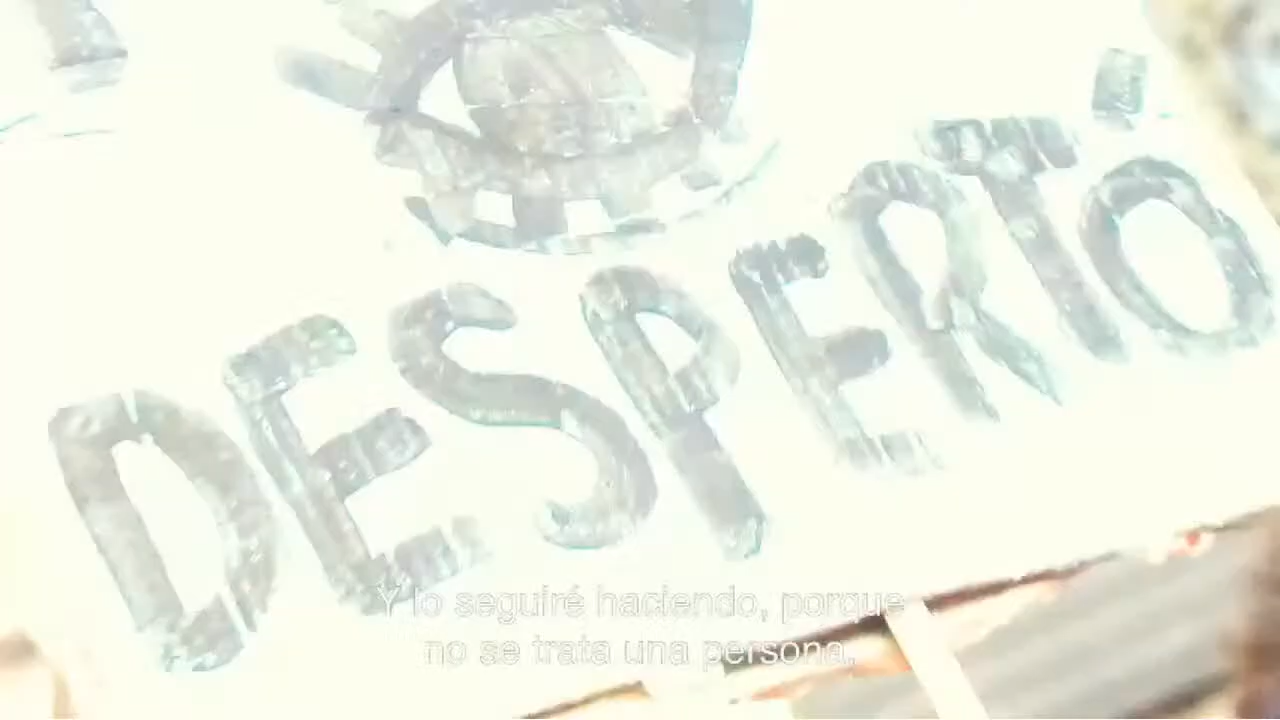 DESPERTÓ
Y lo seguiré haciendo, porque
no se trata una persona.